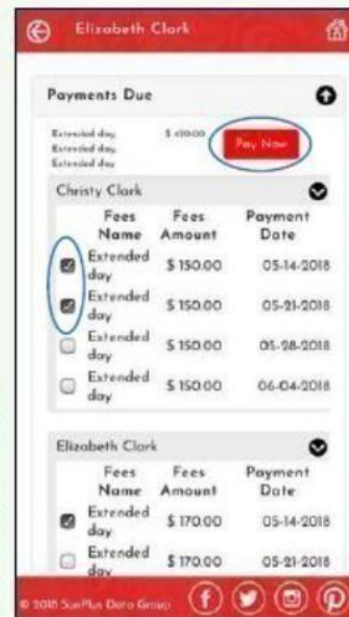 Elizabeth Clark
Payments Due
Extended day,
Extended day,
Extended day
Pay Now
Christy Clark
Fees Name Fees Amount Payment Date
Extended day $ 150.00 05-14-2018
Extended day $ 150.00 05-21-2018
Extended day $ 150.00 05-28-2018
Extended day $ 150.00 06-04-2018
Elizabeth Clark
Fees Name Fees Amount Payment Date
Extended day $ 170.00 05-14-2018
Extended day $ 170.00 05-21-2018
© 2018 SunPlus Data Group